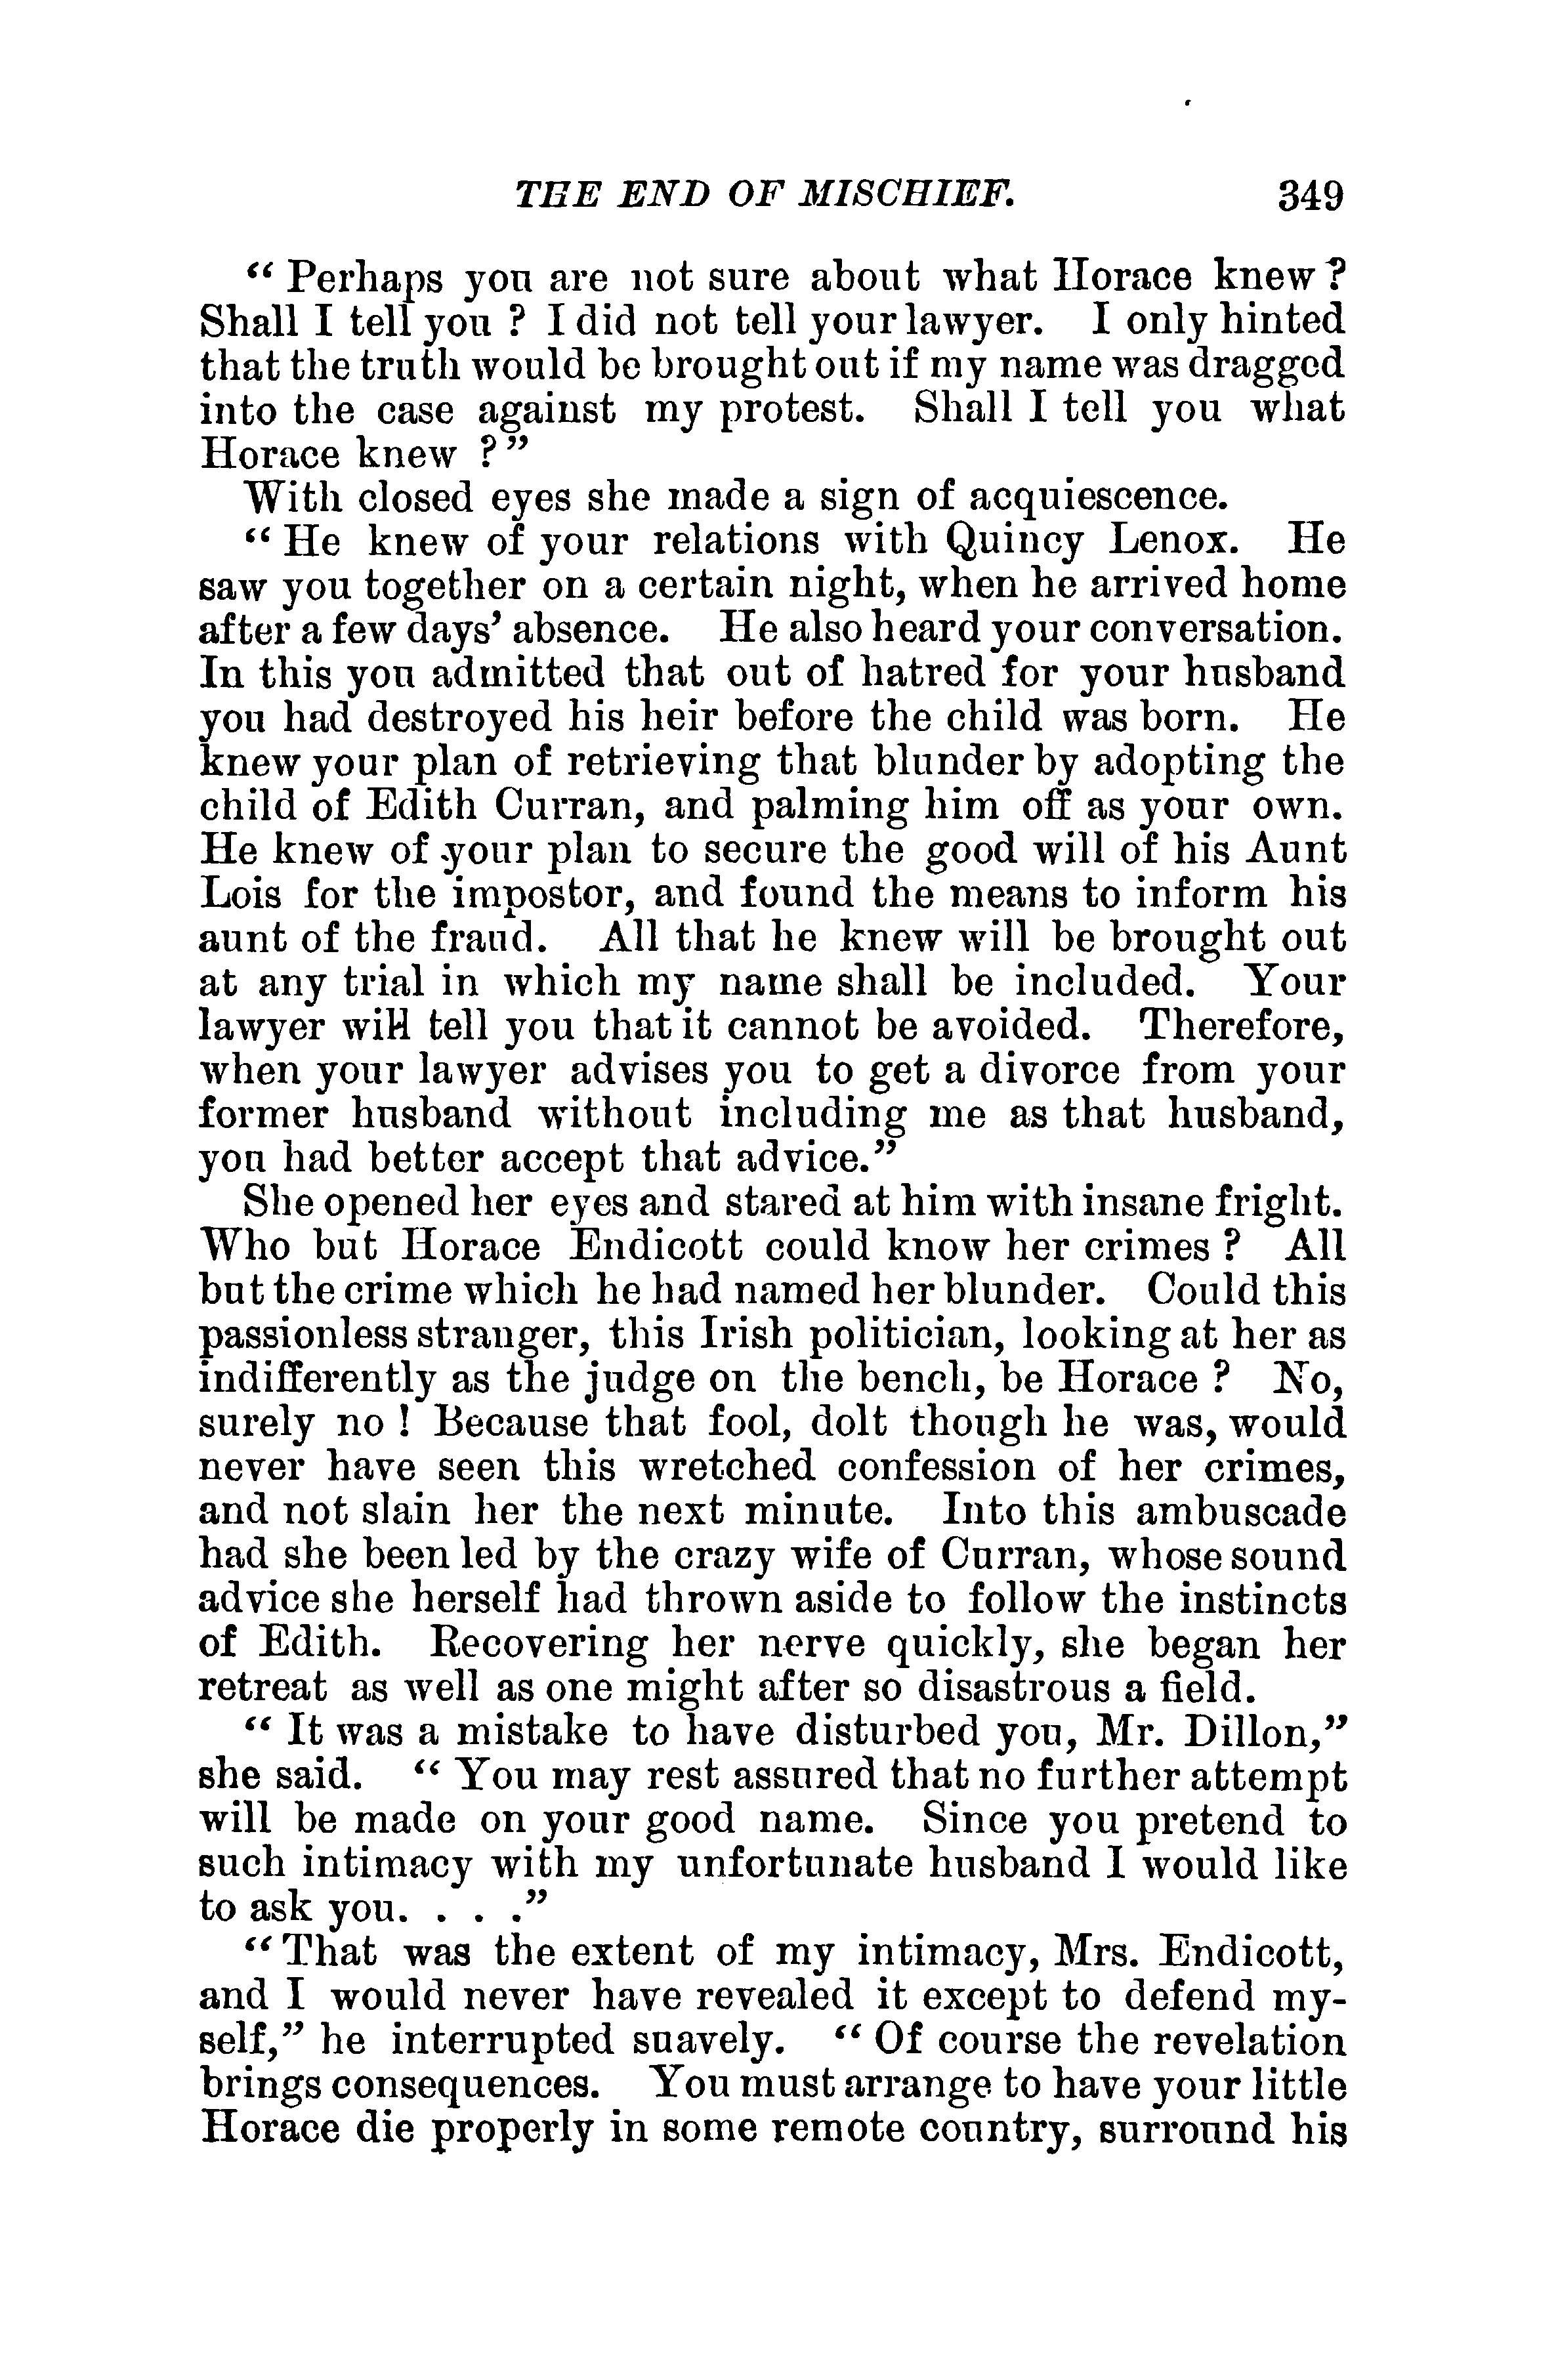 THE END OF MISCHIEF. 349
“ Perhaps you are not sure about what Horace knew ?
Shall I tell you ? I did not tell your lawyer. I only hinted
that the truth would be brought out if my name was dragged
into the case against my protest. Shall I tell you what
Horace knew ?”
With closed eyes she made a sign of acquiescence.
“ He knew of your relations with Quincy Lenox. He
saw you together on a certain night, when he arrived home
after a few days’ absence. He also heard your conversation.
In this you admitted that out of hatred for your husband
you had destroyed his heir before the child was born. He
knew your plan of retrieving that blunder by adopting the
child of Edith Curran, and palming him off as your own.
He knew of your plan to secure the good will of his Aunt
Lois for the impostor, and found the means to inform his
aunt of the fraud. All that he knew will be brought out
at any trial in which my name shall be included. Your
lawyer will tell you that it cannot be avoided. Therefore,
when your lawyer advises you to get a divorce from your
former husband without including me as that husband,
you had better accept that advice.”
She opened her eyes and stared at him with insane fright.
Who but Horace Endicott could know her crimes ? All
but the crime which he had named her blunder. Could this
passionless stranger, this Irish politician, looking at her as
indifferently as the judge on the bench, be Horace ? No,
surely no ! Because that fool, dolt though he was, would
never have seen this wretched confession of her crimes,
and not slain her the next minute. Into this ambuscade
had she been led by the crazy wife of Curran, whose sound
advice she herself had thrown aside to follow the instincts
of Edith. Recovering her nerve quickly, she began her
retreat as well as one might after so disastrous a field.
“ It was a mistake to have disturbed you, Mr. Dillon,”
she said. “ You may rest assured that no further attempt
will be made on your good name. Since you pretend to
such intimacy with my unfortunate husband I would like
to ask you. . . .”
“ That was the extent of my intimacy, Mrs. Endicott,
and I would never have revealed it except to defend my-
self,” he interrupted suavely. “ Of course the revelation
brings consequences. You must arrange to have your little
Horace die properly in some remote country, surround his